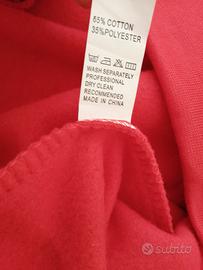 65% COTTON
35%POLYESTER
WASH SEPARATELY
PROFESSIONAL
DRY CLEAN
RECOMMENDED
MADE IN CHINA
subito